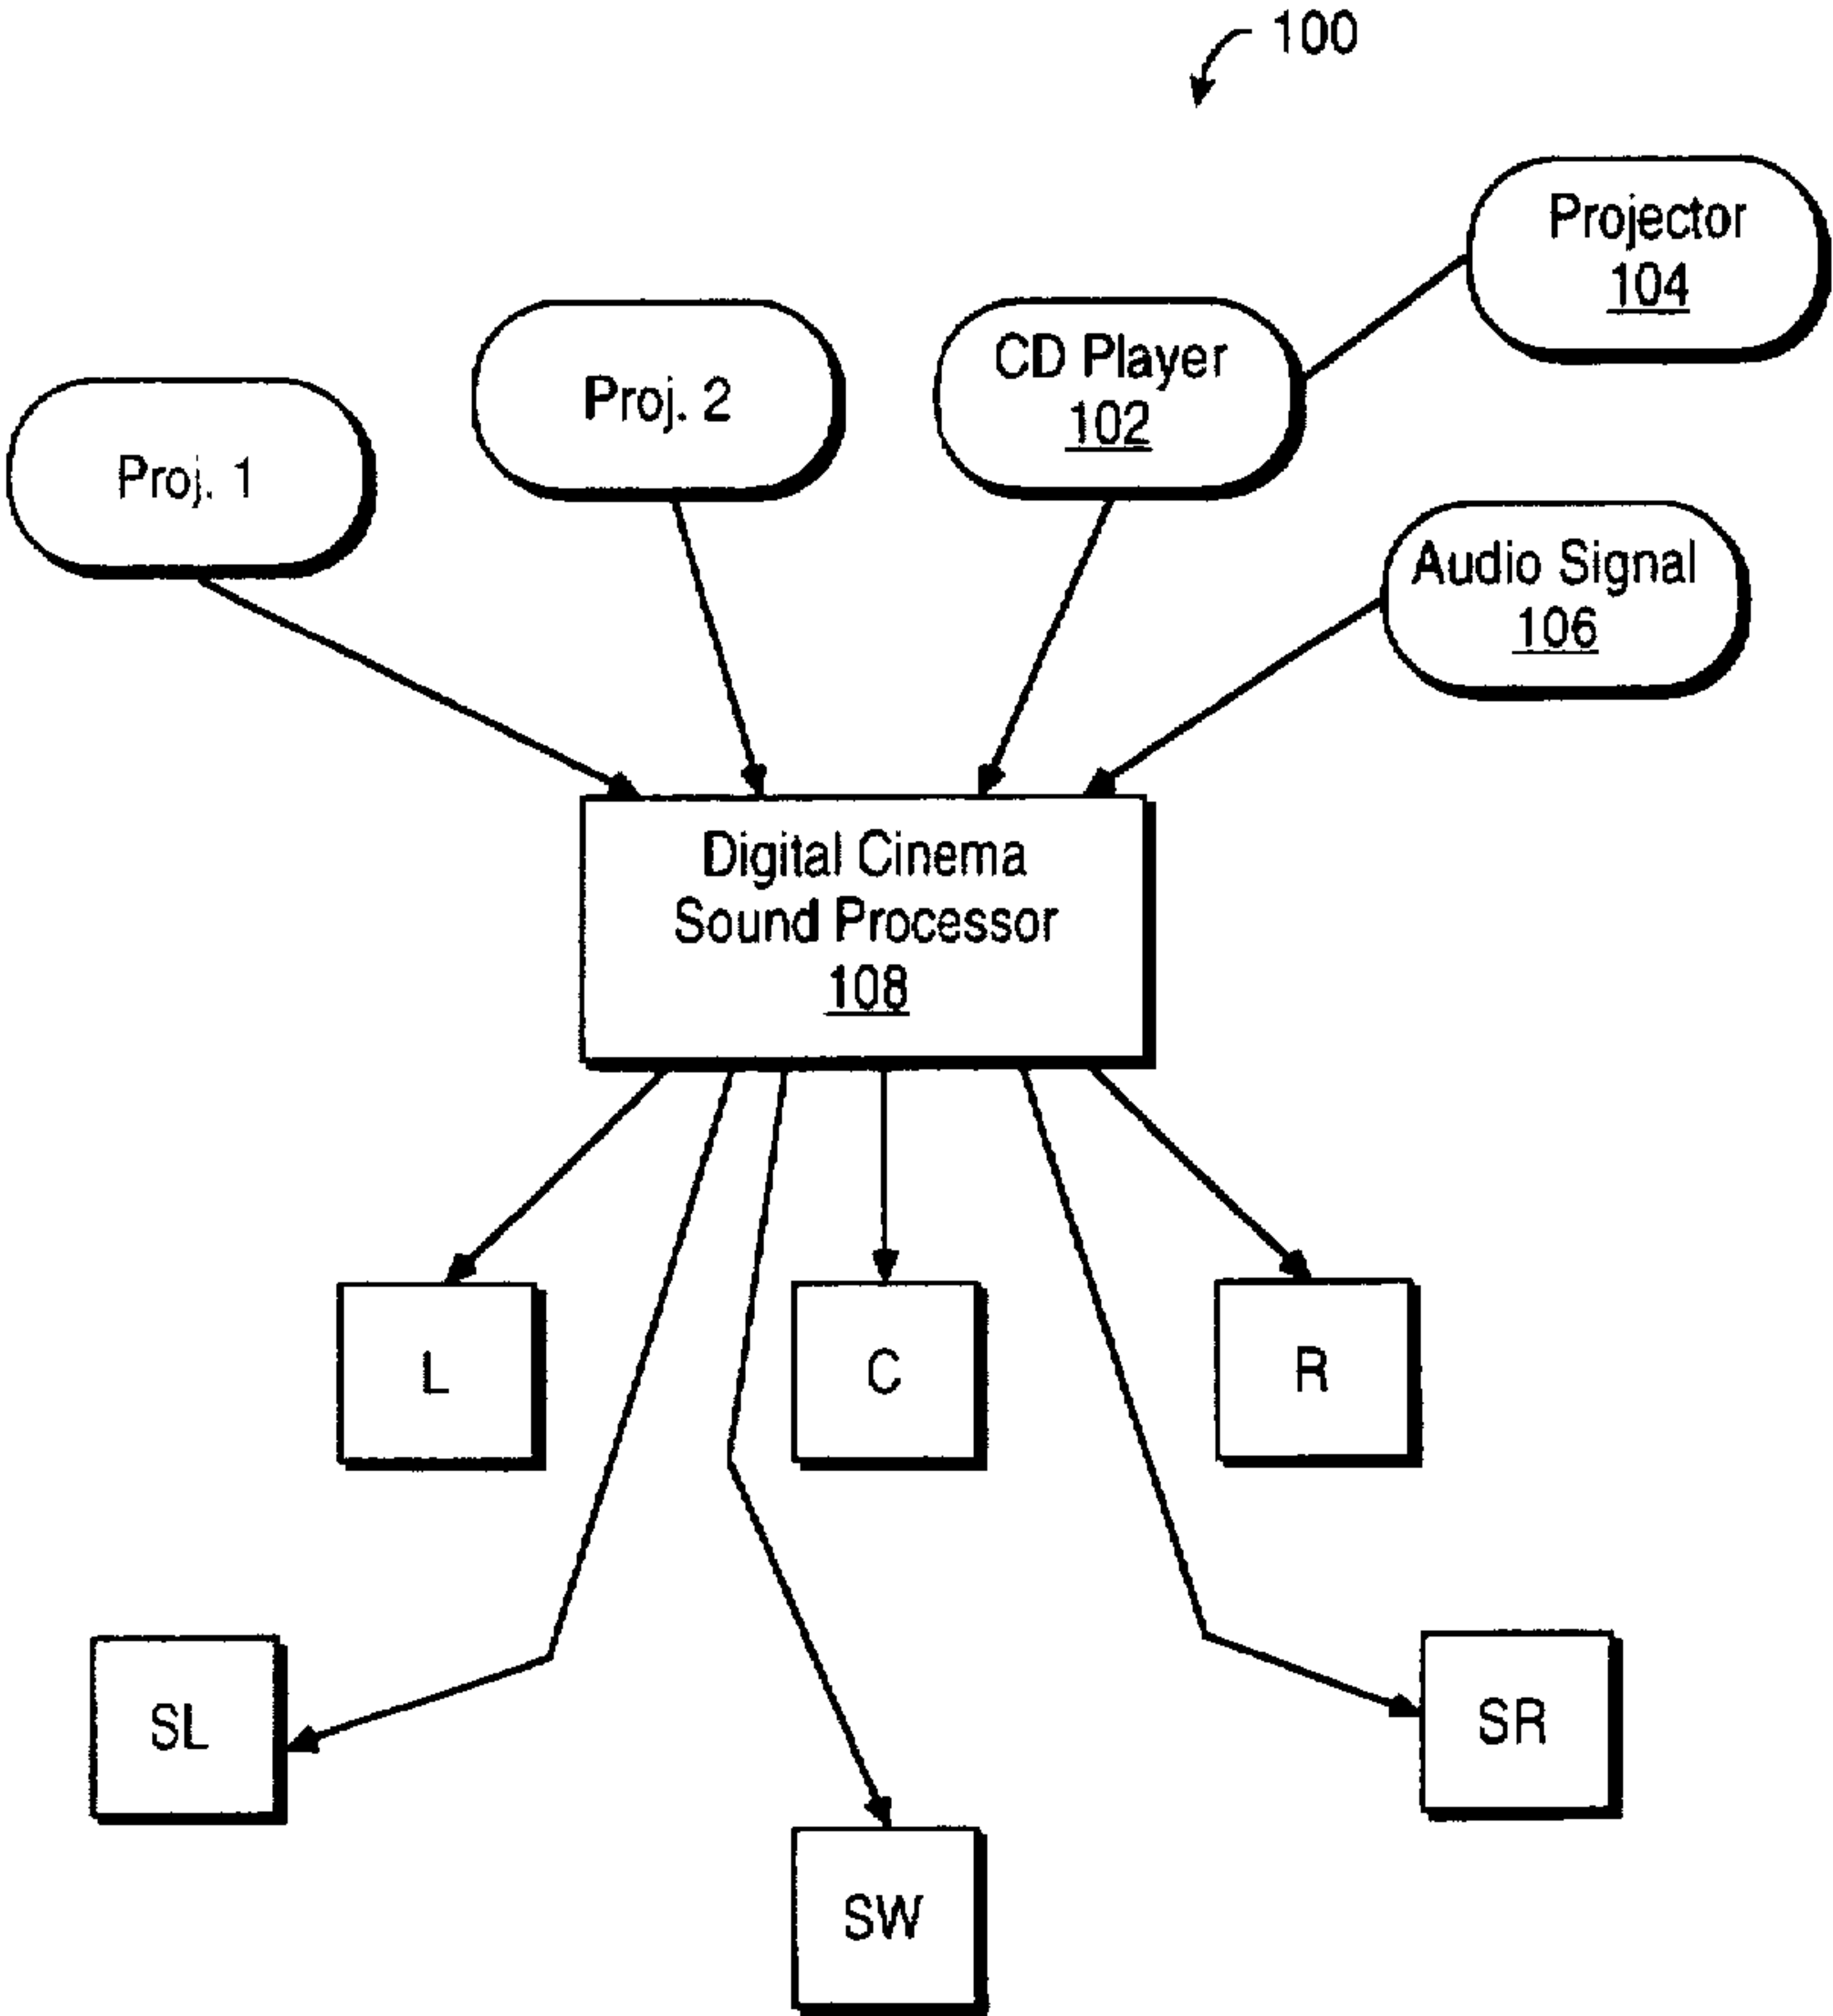 100
Projector
104
CD Player
102
Proj. 2
Proj. 1
Audio Signal
106
Digital Cinema
Sound Processor
108
L
C
R
SL
SR
SW